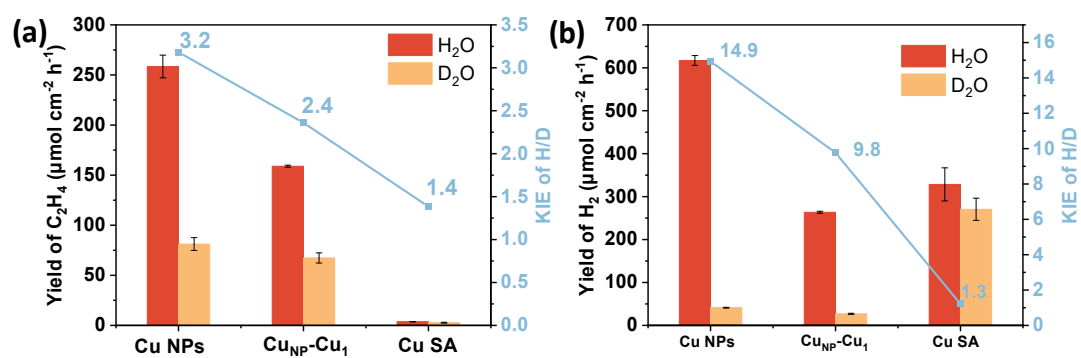 (a)
Yield of C₂H₄ (μmol cm⁻² h⁻¹)
300
250
200
150
100
50
0
3.2
2.4
1.4
H₂O
D₂O
3.5
3.0
2.5
2.0
1.5
1.0
0.5
0.0
KIE of H/D
Cu NPs
Cu_NP-Cu₁
Cu SA
(b)
Yield of H₂ (μmol cm⁻² h⁻¹)
700
600
500
400
300
200
100
0
14.9
9.8
1.3
H₂O
D₂O
16
14
12
10
8
6
4
2
0
KIE of H/D
Cu NPs
Cu_NP-Cu₁
Cu SA